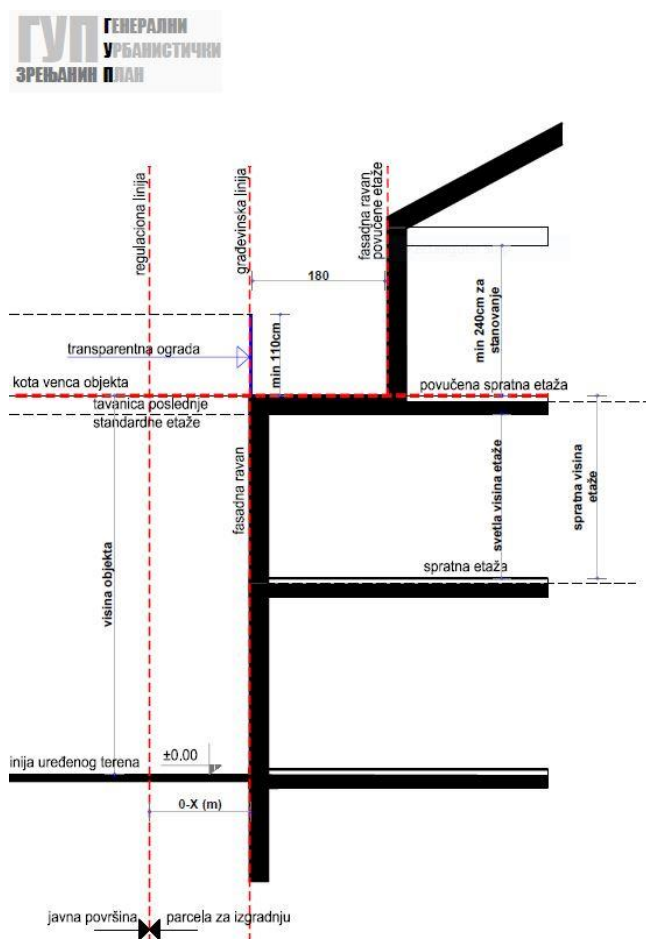 ГУП ГЕНЕРАЛНИ
УРБАНИСТИЧКИ
ЗРЕЊАНИН ПЛАН
regulaciona linija
građevinska linija
fasadna ravan
povučene etaže
180
min 110cm
min 240cm za
stanovanje
transparentna ograda
kota venca objekta
povučena spratna etaža
tavanica poslednje
standardne etaže
fasadna ravan
svetla visina etaže
spratna visina
etaže
visina objekta
spratna etaža
inija uređenog terena
±0.00
0-X (m)
javna površina
parcela za izgradnju